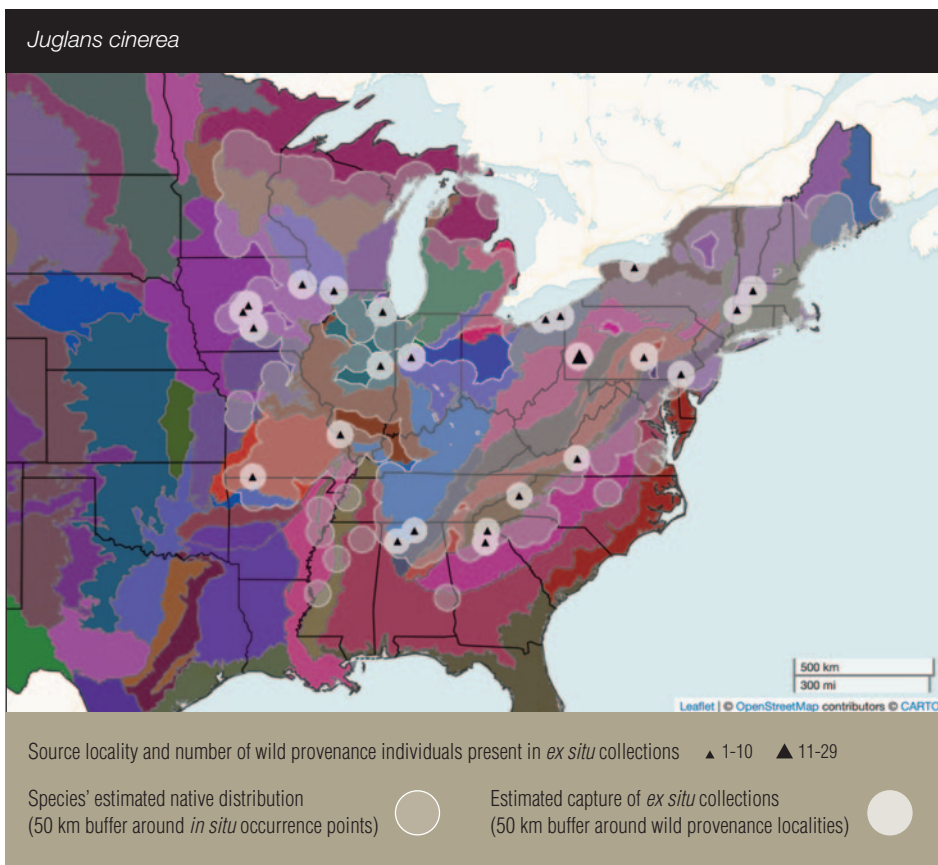 Juglans cinerea
500 km
300 mi
Leaflet | © OpenStreetMap contributors © CARTO
Source locality and number of wild provenance individuals present in ex situ collections ▲ 1-10 ▲ 11-29
Species' estimated native distribution
(50 km buffer around in situ occurrence points)
Estimated capture of ex situ collections
(50 km buffer around wild provenance localities)